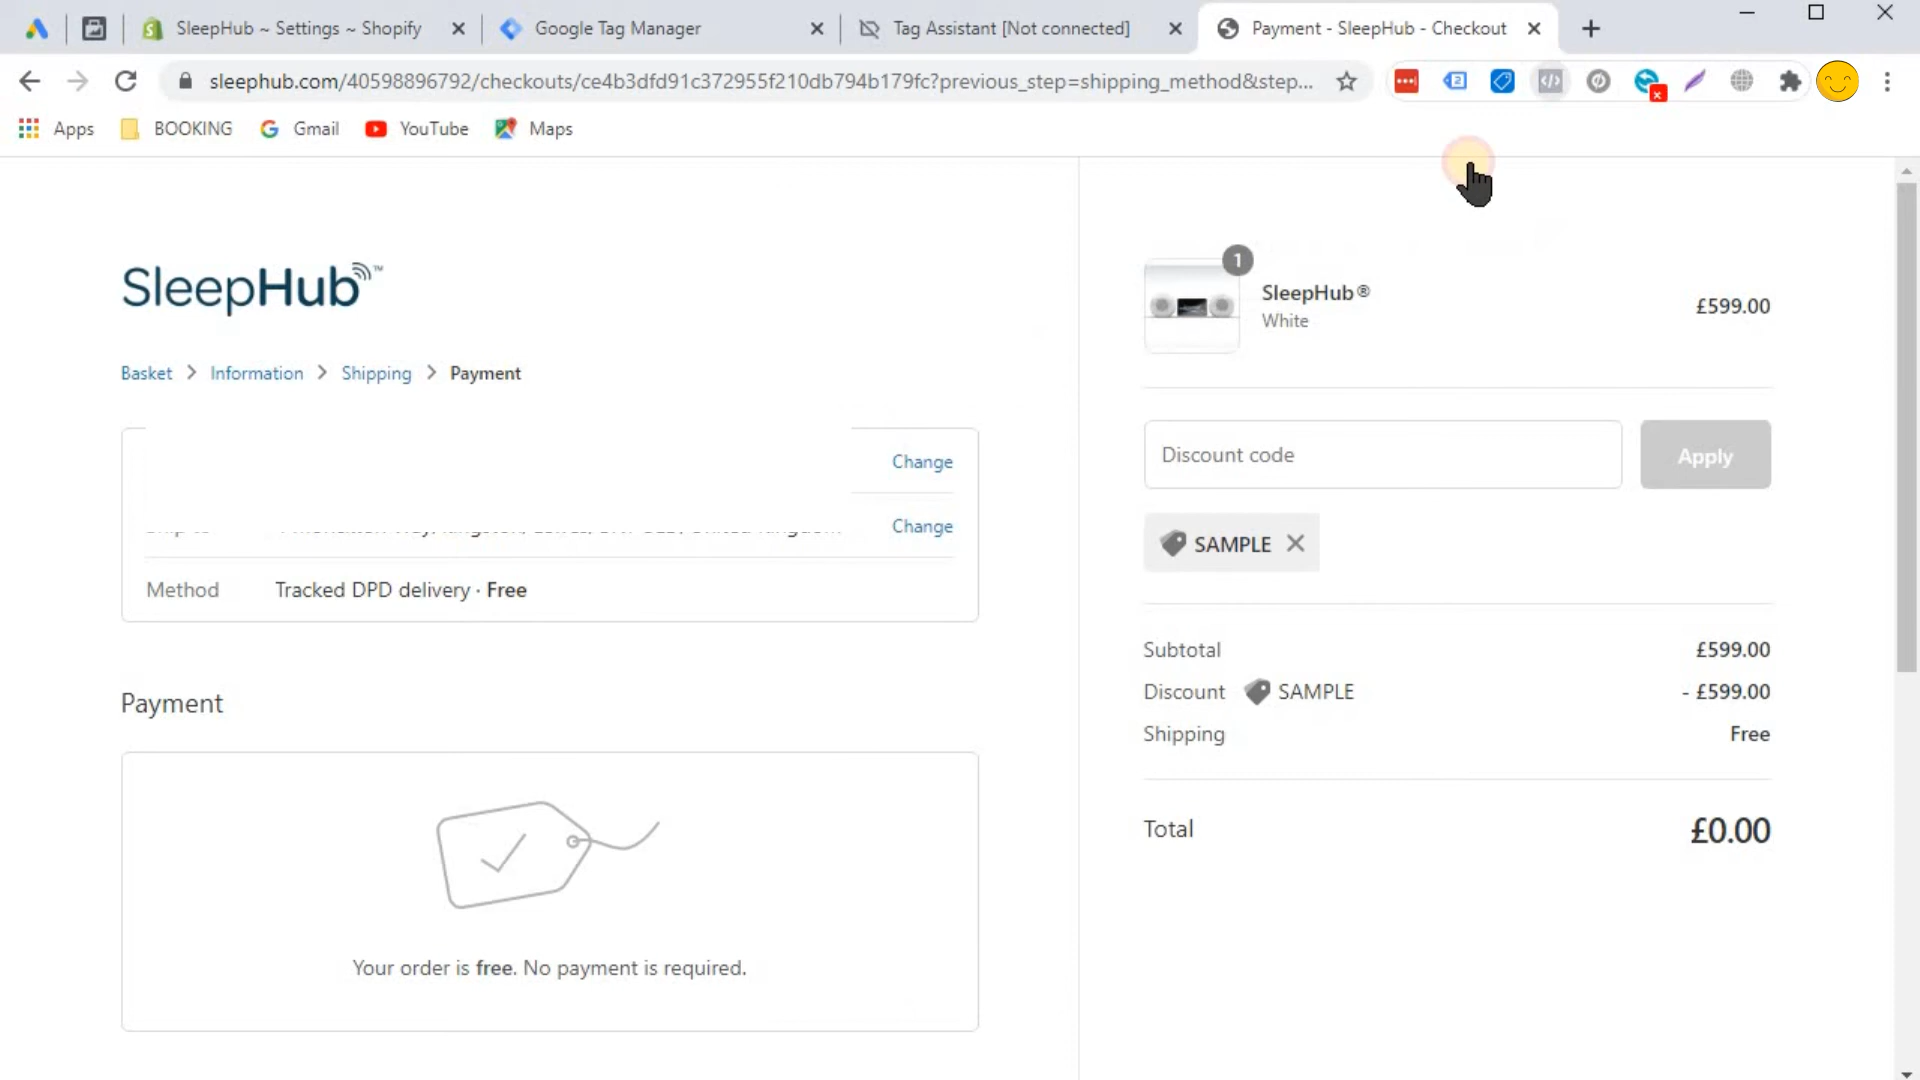 SleepHub ~ Settings ~ Shopify
Google Tag Manager
Tag Assistant [Not connected]
Payment - SleepHub - Checkout
sleephub.com/40598896792/checkouts/ce4b3dfd91c372955f210db794b179fc?previous_step=shipping_method&step...
Apps
BOOKING
Gmail
YouTube
Maps
SleepHub™
Basket > Information > Shipping > Payment
Change
Change
Method Tracked DPD delivery · Free
Payment
Your order is free. No payment is required.
1
SleepHub®
White
£599.00
Discount code
Apply
SAMPLE
Subtotal £599.00
Discount SAMPLE - £599.00
Shipping Free
Total £0.00